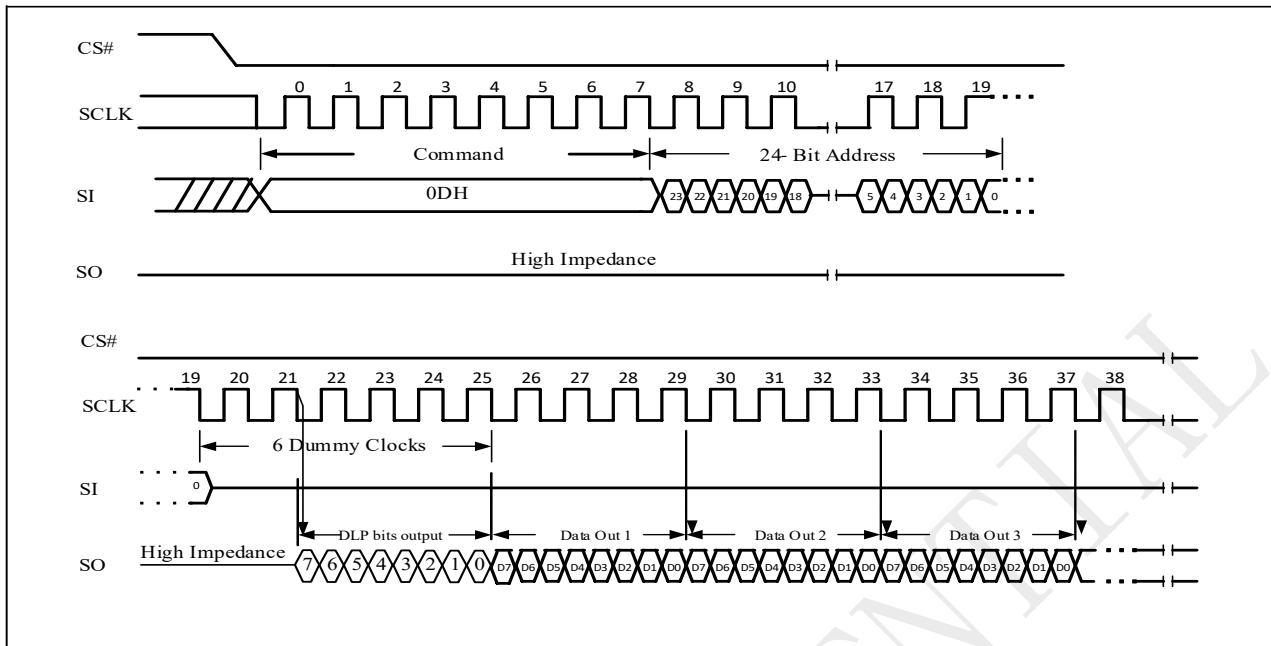 CS#
0 1 2 3 4 5 6 7 8 9 10 17 18 19
SCLK
Command 24- Bit Address
SI 0DH 23 22 21 20 19 18 5 4 3 2 1 0
High Impedance
SO
CS#
19 20 21 22 23 24 25 26 27 28 29 30 31 32 33 34 35 36 37 38
SCLK
6 Dummy Clocks
SI 0
DLP bits output Data Out 1 Data Out 2 Data Out 3
High Impedance
SO 7 6 5 4 3 2 1 0 D7 D6 D5 D4 D3 D2 D1 D0 D7 D6 D5 D4 D3 D2 D1 D0 D7 D6 D5 D4 D3 D2 D1 D0
NTIAL